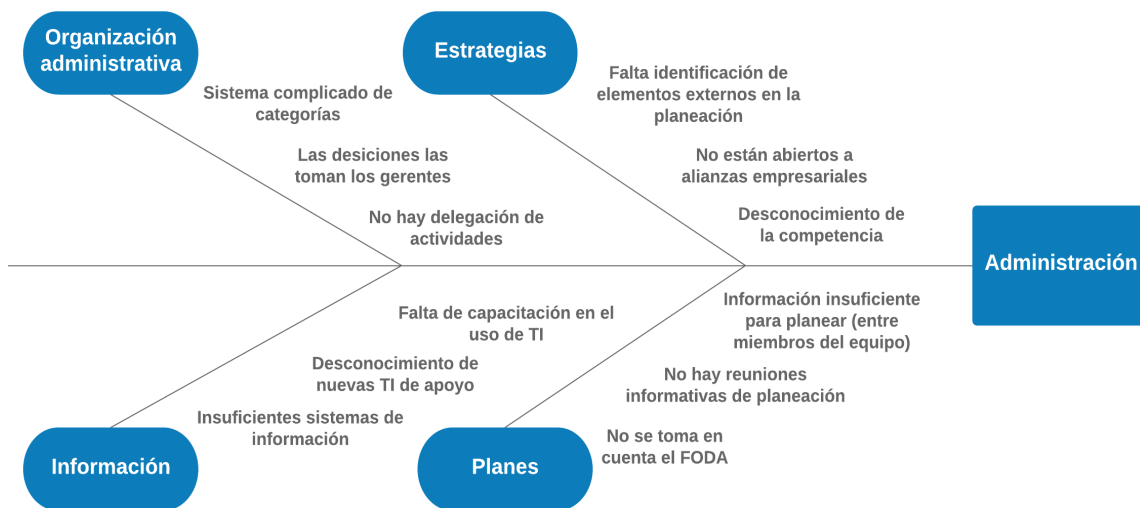 Organización
administrativa
Sistema complicado de
categorías
Las desiciones las
toman los gerentes
No hay delegación de
actividades
Estrategias
Falta identificación de
elementos externos en la
planeación
No están abiertos a
alianzas empresariales
Desconocimiento de
la competencia
Administración
Falta de capacitación en el
uso de TI
Desconocimiento de
nuevas TI de apoyo
Insuficientes sistemas de
información
Información
Información insuficiente
para planear (entre
miembros del equipo)
No hay reuniones
informativas de planeación
No se toma en
cuenta el FODA
Planes